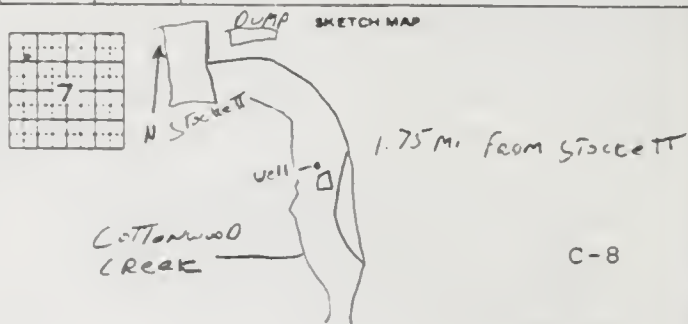 DUMP
SKETCH MAP
7
N
Stockett
1.75 Mi From Stockett
Well
Cottonwood
Creek
C-8